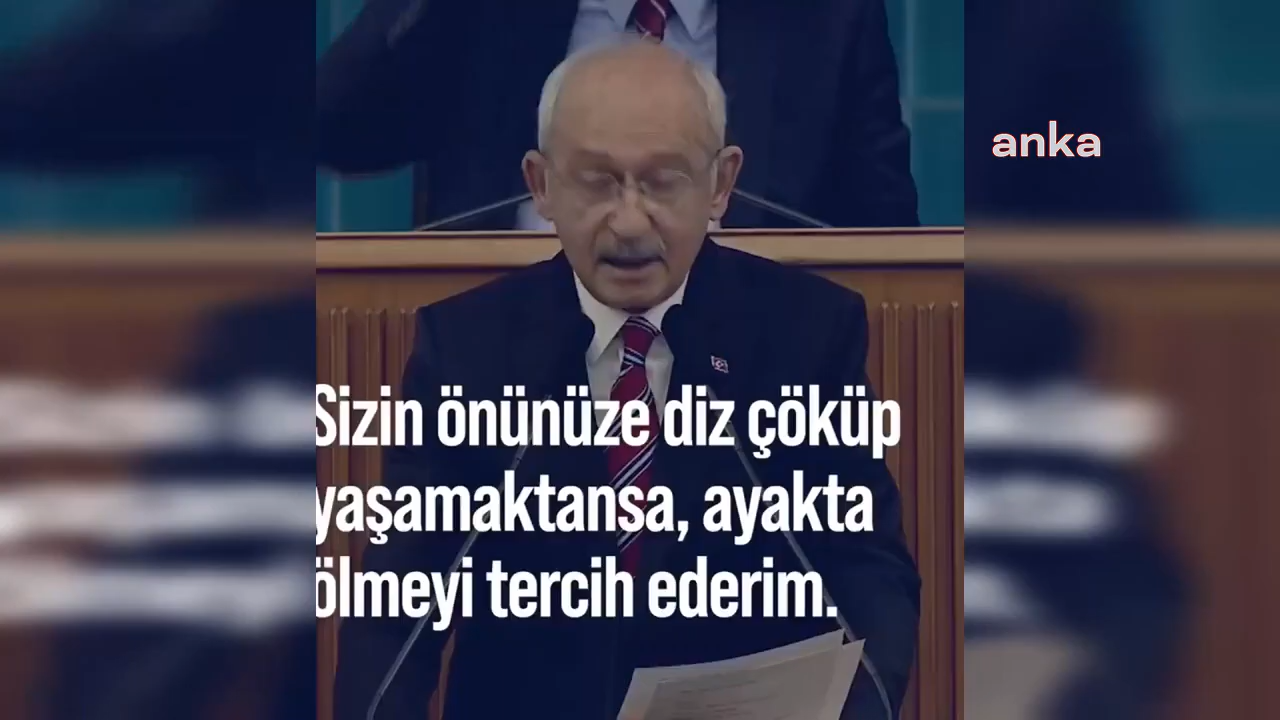 anka
Sizin önünüze diz çöküp
yaşamaktansa, ayakta
ölmeyi tercih ederim.